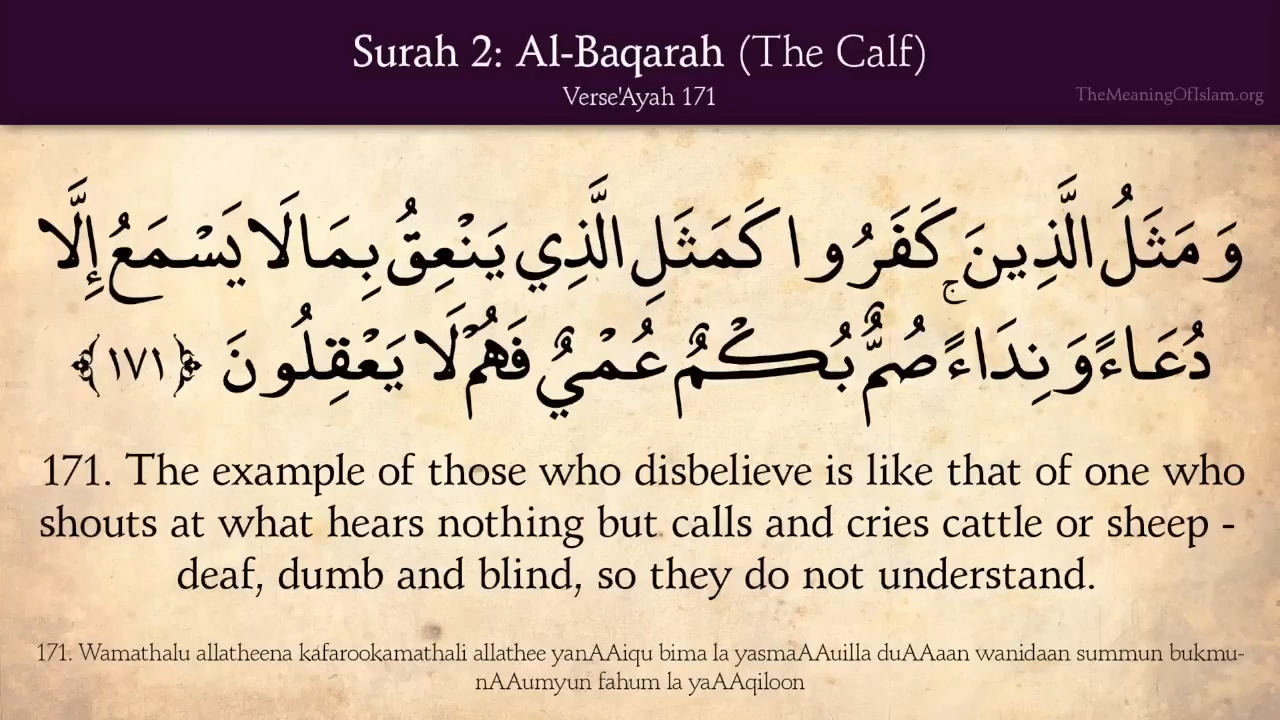 Surah 2: Al-Baqarah (The Calf)
Verse'Ayah 171
TheMeaningOfIslam.org
وَمَثَلُ الَّذِينَ كَفَرُوا كَمَثَلِ الَّذِي يَنْعِقُ بِمَا لَا يَسْمَعُ إِلَّا
دُعَاءً وَنِدَاءً ۚ صُمٌّ بُكْمٌ عُمْيٌ فَهُمْ لَا يَعْقِلُونَ ﴿١٧١﴾
171. The example of those who disbelieve is like that of one who
shouts at what hears nothing but calls and cries cattle or sheep -
deaf, dumb and blind, so they do not understand.
171. Wamathalu allatheena kafarookamathali allathee yanAAiqu bima la yasmaAAuilla duAAaan wanidaan summun bukmu-
nAAumyun fahum la yaAAqiloon